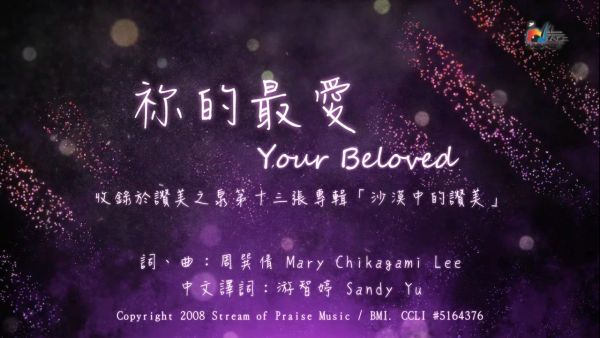 祢的最愛
Your Beloved
收錄於讚美之泉第十三張專輯「沙漠中的讚美」
詞、曲：周巽倩 Mary Chikagami Lee
中文譯詞：游智婷 Sandy Yu
Copyright 2008 Stream of Praise Music / BMI. CCLI #5164376